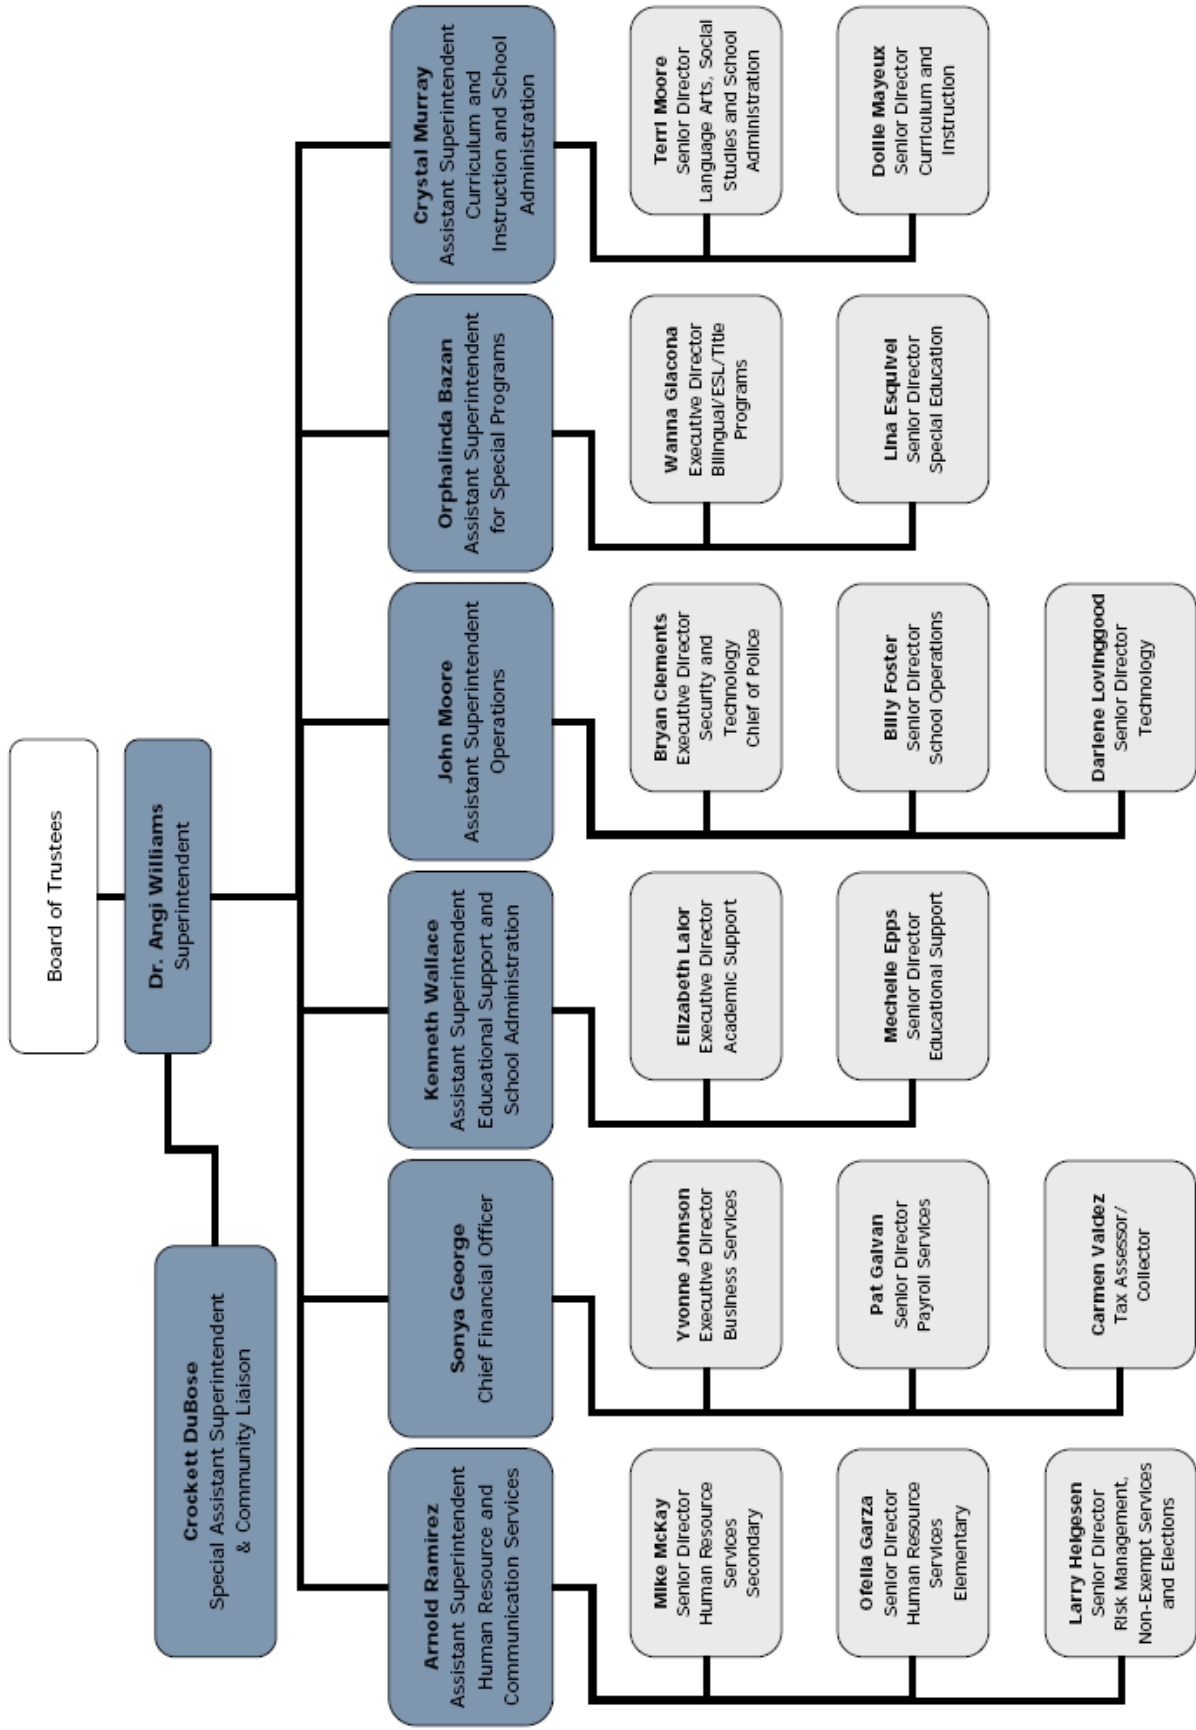 Board of Trustees
Dr. Angi Williams
Superintendent
Crockett DuBose
Special Assistant Superintendent
& Community Liaison
Arnold Ramirez
Assistant Superintendent
Human Resource and
Communication Services
Sonya George
Chief Financial Officer
Kenneth Wallace
Assistant Superintendent
Educational Support and
School Administration
John Moore
Assistant Superintendent
Operations
Orphalinda Bazan
Assistant Superintendent
for Special Programs
Crystal Murray
Assistant Superintendent
Curriculum and
Instruction and School
Administration
Mike McKay
Senior Director
Human Resource
Services
Secondary
Yvonne Johnson
Executive Director
Business Services
Elizabeth Lalor
Executive Director
Academic Support
Bryan Clements
Executive Director
Security and
Technology
Chief of Police
Wanna Giacona
Executive Director
Bilingual/ESL/Title
Programs
Terri Moore
Senior Director
Language Arts, Social
Studies and School
Administration
Ofelia Garza
Senior Director
Human Resource
Services
Elementary
Pat Galvan
Senior Director
Payroll Services
Mechelle Epps
Senior Director
Educational Support
Billy Foster
Senior Director
School Operations
Lina Esquivel
Senior Director
Special Education
Dollie Mayeux
Senior Director
Curriculum and
Instruction
Larry Helgesen
Senior Director
Risk Management,
Non-Exempt Services
and Elections
Carmen Valdez
Tax Assessor/
Collector
Darlene Lovinggood
Senior Director
Technology